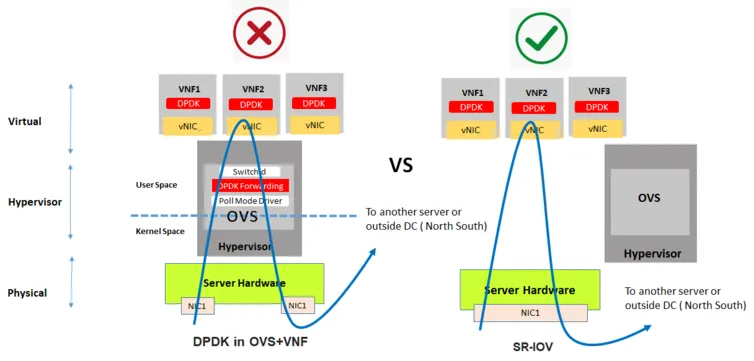 VNF1
VNF2
VNF3
DPDK
DPDK
DPDK
vNIC
vNIC
vNIC
Switchd
DPDK Forwarding
Poll Mode Driver
OVS
Hypervisor
Server Hardware
NIC1
NIC1
DPDK in OVS+VNF
Virtual
Hypervisor
Physical
User Space
Kernel Space
To another server or
outside DC ( North South)
VS
VNF1
VNF2
VNF3
DPDK
DPDK
DPDK
vNIC
vNIC
vNIC
OVS
Hypervisor
Server Hardware
NIC1
SR-IOV
To another server or
outside DC ( North South)